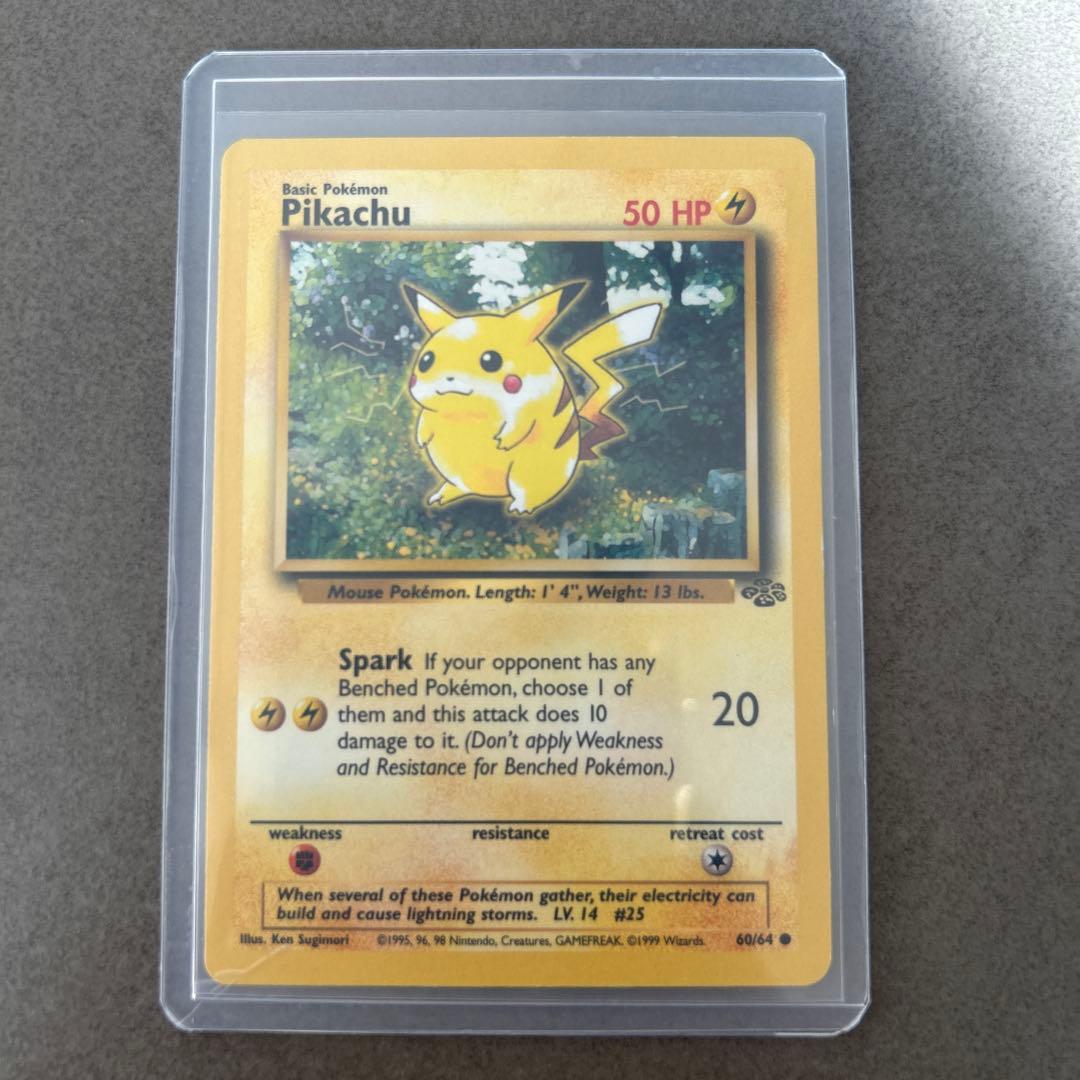 Basic Pokémon
Pikachu
50 HP
Mouse Pokémon. Length: 1' 4", Weight: 13 lbs.
Spark If your opponent has any
Benched Pokémon, choose 1 of
them and this attack does 10
damage to it. (Don't apply Weakness
and Resistance for Benched Pokémon.)
20
weakness resistance retreat cost
When several of these Pokémon gather, their electricity can
build and cause lightning storms. LV. 14 #25
Illus. Ken Sugimori ©1995, 96, 98 Nintendo, Creatures, GAMEFREAK. ©1999 Wizards. 60/64